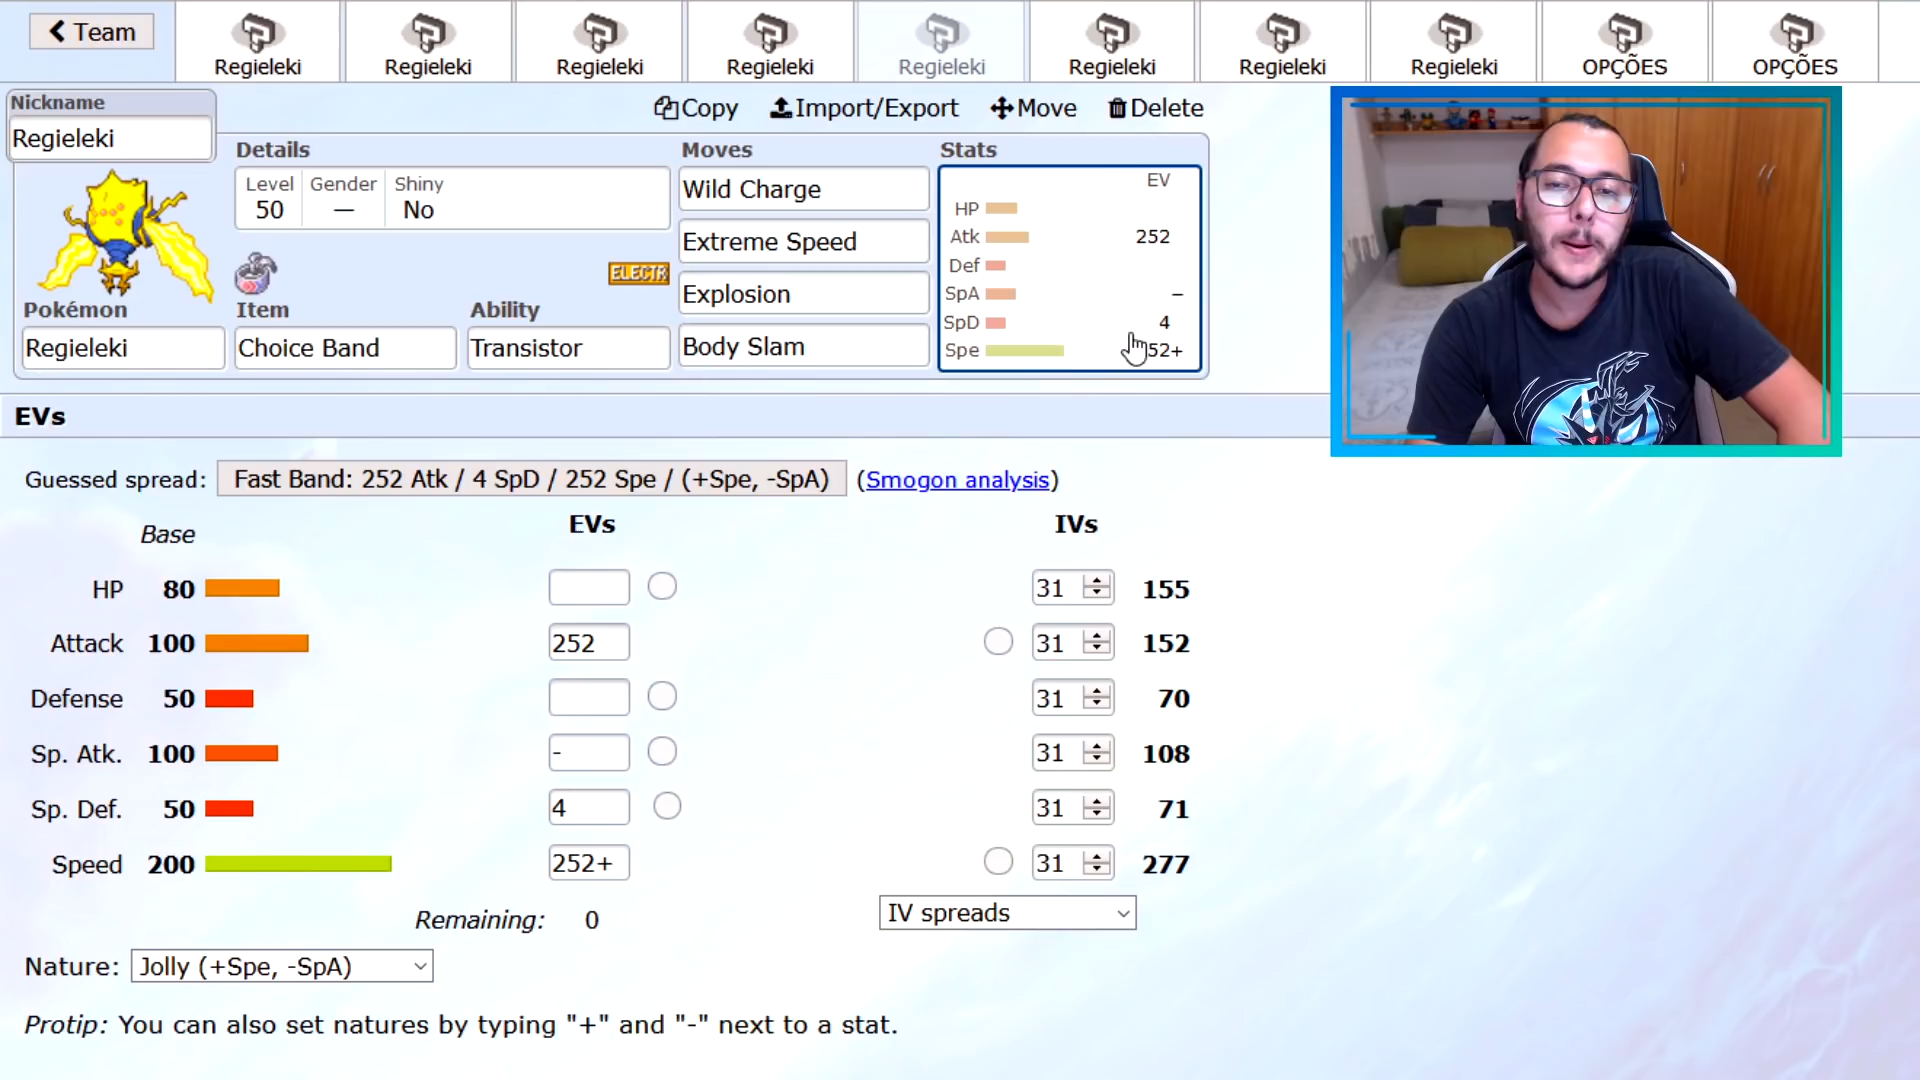 Team
Regieleki
Regieleki
Regieleki
Regieleki
Regieleki
Regieleki
Regieleki
Regieleki
OPÇÕES
OPÇÕES
Nickname
Regieleki
Copy Import/Export Move Delete
Details
Level Gender Shiny
50 — No
Pokémon
Regieleki
Item
Choice Band
Ability
Transistor
Moves
Wild Charge
Extreme Speed
Explosion
Body Slam
Stats
EV
HP
Atk 252
Def
SpA –
SpD 4
Spe 52+
EVs
Guessed spread: Fast Band: 252 Atk / 4 SpD / 252 Spe / (+Spe, -SpA) (Smogon analysis)
Base EVs IVs
HP 80 31 155
Attack 100 252 31 152
Defense 50 31 70
Sp. Atk. 100 - 31 108
Sp. Def. 50 4 31 71
Speed 200 252+ 31 277
Remaining: 0 IV spreads
Nature: Jolly (+Spe, -SpA)
Protip: You can also set natures by typing "+" and "-" next to a stat.